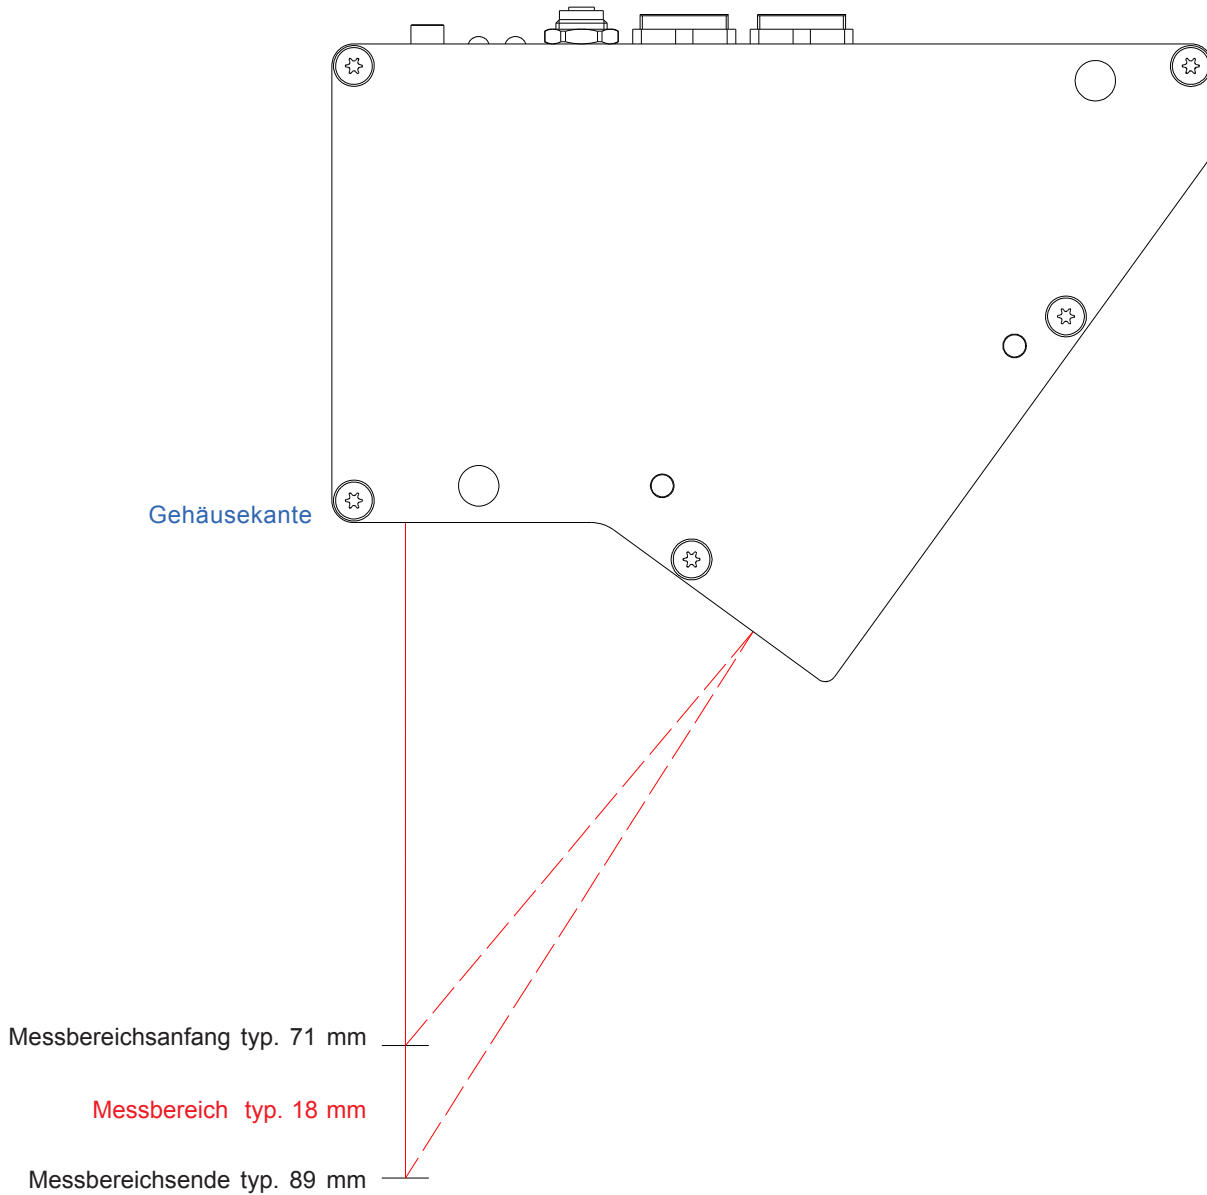 Gehäusekante
Messbereichsanfang typ. 71 mm
Messbereich typ. 18 mm
Messbereichsende typ. 89 mm